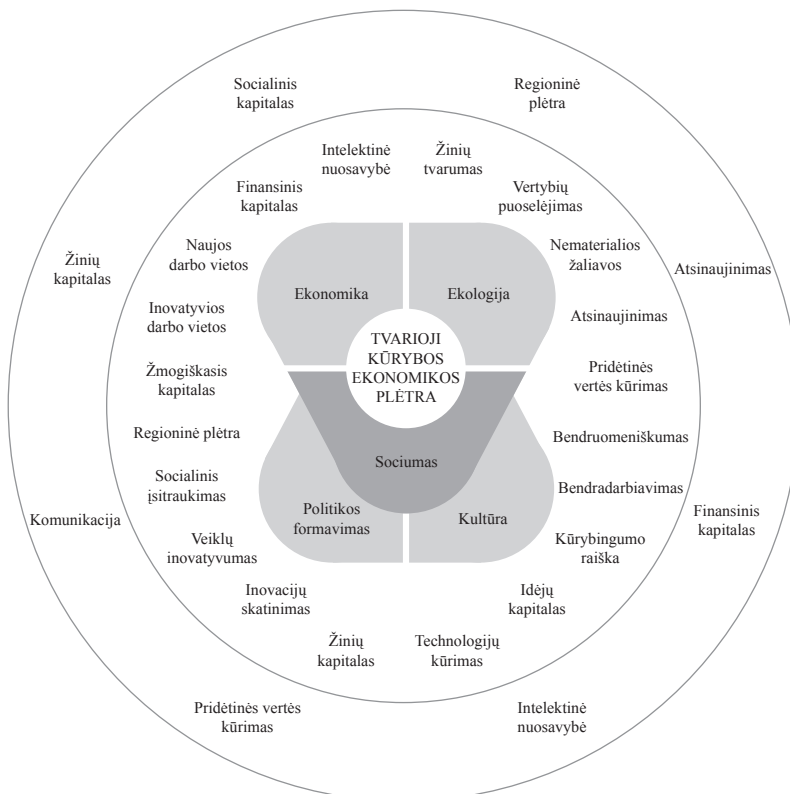 Socialinis
kapitalas
Regioninė
plėtra
Intelektinė
nuosavybė
Žinių
tvarumas
Finansinis
kapitalas
Vertybių
puoselėjimas
Naujos
darbo vietos
Nematerialios
žaliavos
Žinių
kapitalas
Atsinaujinimas
Ekonomika
Ekologija
Inovatyvios
darbo vietos
Atsinaujinimas
TVARIOJI
KŪRYBOS
EKONOMIKOS
PLĖTRA
Žmogiškasis
kapitalas
Pridėtinės
vertės kūrimas
Regioninė plėtra
Bendruomeniškumas
Sociumas
Socialinis
įsitraukimas
Bendradarbiavimas
Komunikacija
Politikos
formavimas
Kultūra
Finansinis
kapitalas
Veiklų
inovatyvumas
Kūrybingumo
raiška
Inovacijų
skatinimas
Idėjų
kapitalas
Žinių
kapitalas
Technologijų
kūrimas
Pridėtinės vertės
kūrimas
Intelektinė
nuosavybė